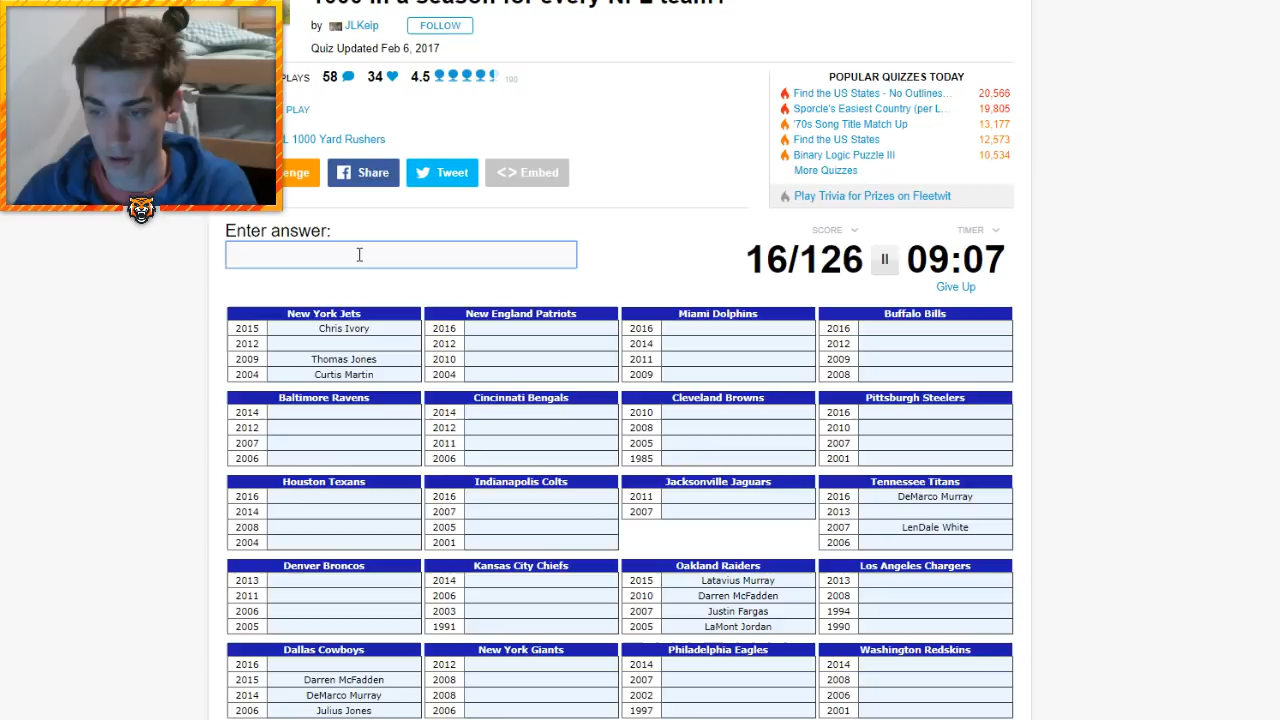 1000 in a season for every NFL team?
by JLKeip FOLLOW
Quiz Updated Feb 6, 2017
PLAYS 58 34 4.5 190
PLAY
L 1000 Yard Rushers
enge Share Tweet <> Embed
POPULAR QUIZZES TODAY
Find the US States - No Outlines... 20,566
Sporcle's Easiest Country (per L... 19,805
'70s Song Title Match Up 13,177
Find the US States 12,573
Binary Logic Puzzle III 10,534
More Quizzes
Play Trivia for Prizes on Fleetwit
Enter answer:
SCORE TIMER
16/126 09:07
Give Up
New York Jets New England Patriots Miami Dolphins Buffalo Bills
2015 Chris Ivory 2016 2016 2016
2012 2012 2014 2012
2009 Thomas Jones 2010 2011 2009
2004 Curtis Martin 2004 2009 2008
Baltimore Ravens Cincinnati Bengals Cleveland Browns Pittsburgh Steelers
2014 2014 2010 2016
2012 2012 2008 2010
2007 2011 2005 2007
2006 2006 1985 2001
Houston Texans Indianapolis Colts Jacksonville Jaguars Tennessee Titans
2016 2016 2011 2016 DeMarco Murray
2014 2007 2007 2013
2008 2005 2007 LenDale White
2004 2001 2006
Denver Broncos Kansas City Chiefs Oakland Raiders Los Angeles Chargers
2013 2014 2015 Latavius Murray 2013
2011 2006 2010 Darren McFadden 2008
2006 2003 2007 Justin Fargas 1994
2005 1991 2005 LaMont Jordan 1990
Dallas Cowboys New York Giants Philadelphia Eagles Washington Redskins
2016 2012 2014 2014
2015 Darren McFadden 2008 2007 2008
2014 DeMarco Murray 2008 2002 2006
2006 Julius Jones 2006 1997 2001